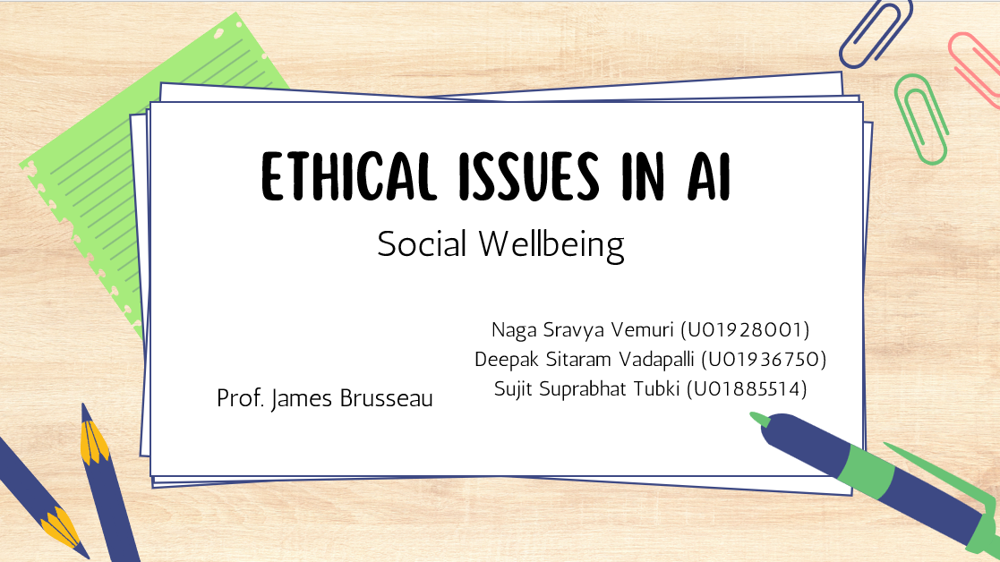 ETHICAL ISSUES IN AI
Social Wellbeing
Naga Sravya Vemuri (U01928001)
Deepak Sitaram Vadapalli (U01936750)
Sujit Suprabhat Tubki (U01885514)
Prof. James Brusseau